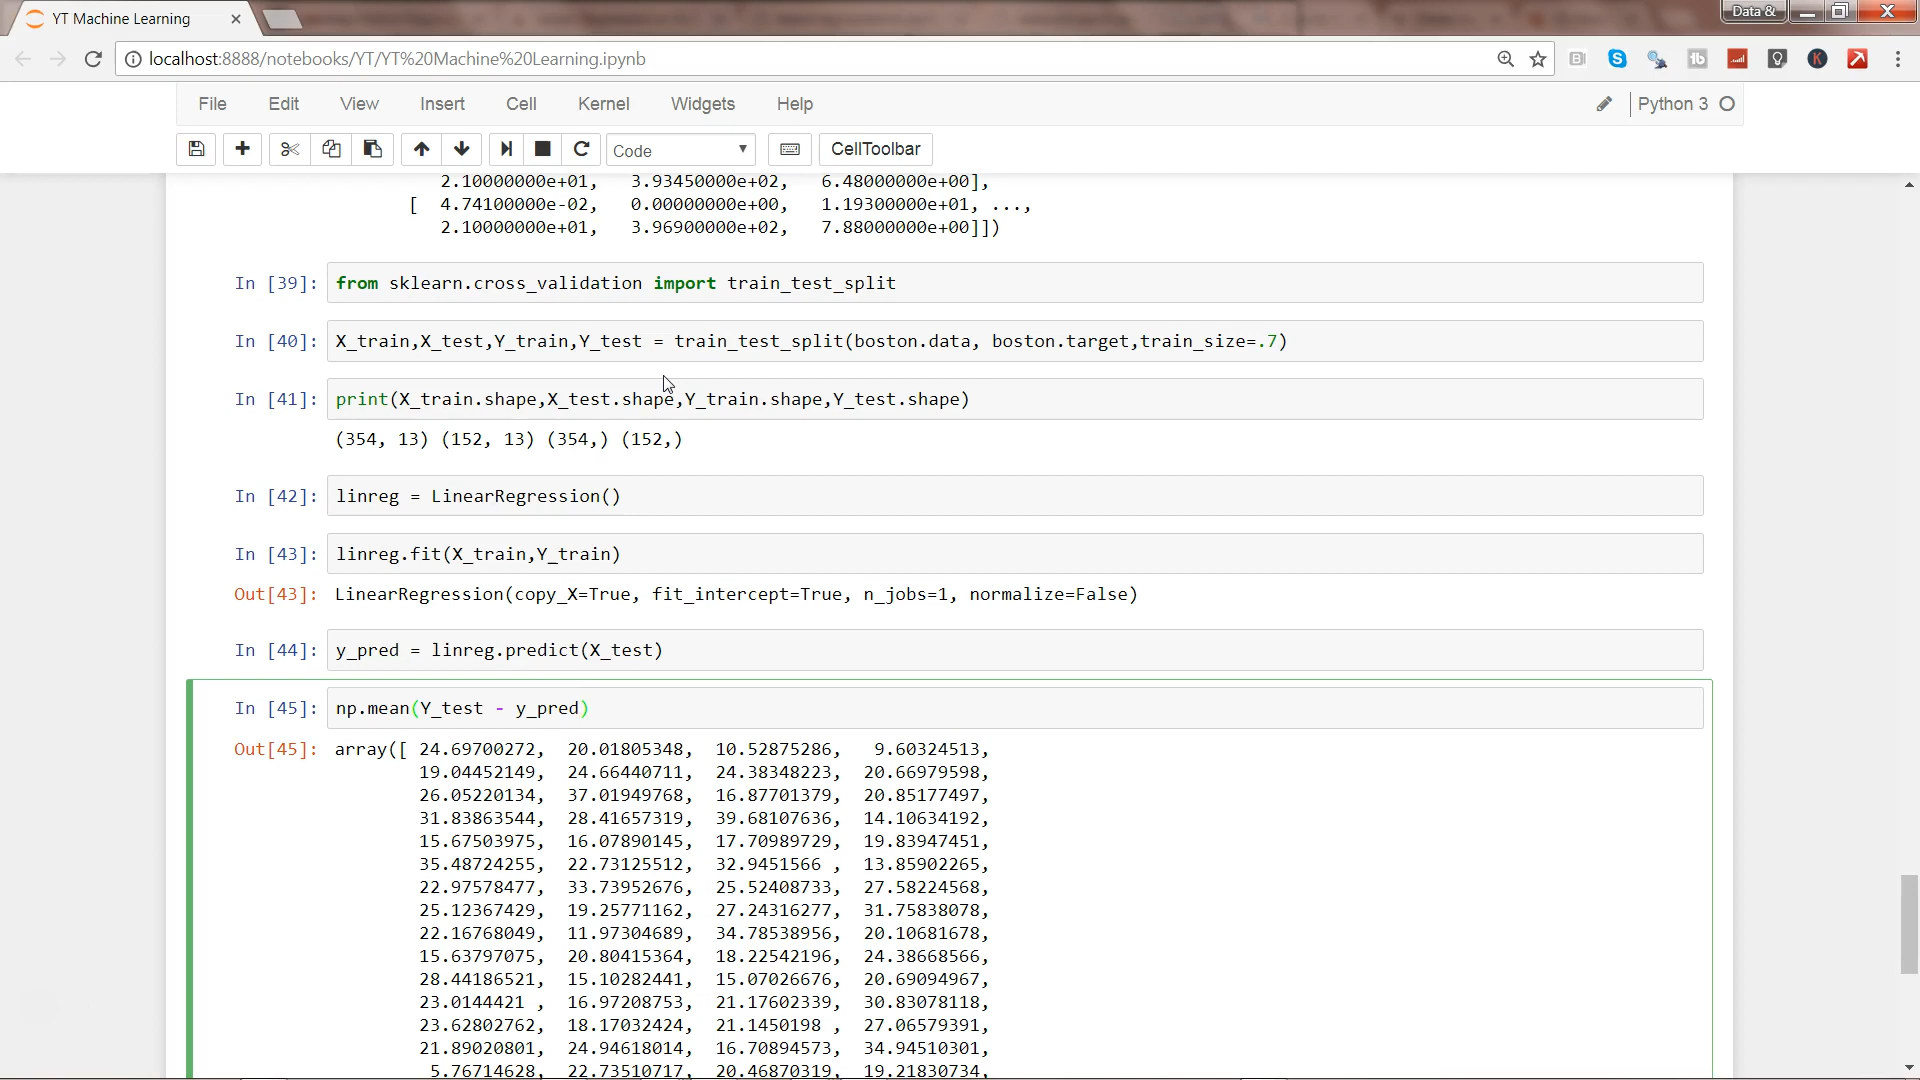 YT Machine Learning
Data &
localhost:8888/notebooks/YT/YT%20Machine%20Learning.ipynb
File Edit View Insert Cell Kernel Widgets Help Python 3
Code CellToolbar
2.10000000e+01, 3.93450000e+02, 6.48000000e+00],
[ 4.74100000e-02, 0.00000000e+00, 1.19300000e+01, ...,
2.10000000e+01, 3.96900000e+02, 7.88000000e+00]])
In [39]: from sklearn.cross_validation import train_test_split
In [40]: X_train,X_test,Y_train,Y_test = train_test_split(boston.data, boston.target,train_size=.7)
In [41]: print(X_train.shape,X_test.shape,Y_train.shape,Y_test.shape)
(354, 13) (152, 13) (354,) (152,)
In [42]: linreg = LinearRegression()
In [43]: linreg.fit(X_train,Y_train)
Out[43]: LinearRegression(copy_X=True, fit_intercept=True, n_jobs=1, normalize=False)
In [44]: y_pred = linreg.predict(X_test)
In [45]: np.mean(Y_test - y_pred)
Out[45]: array([ 24.69700272, 20.01805348, 10.52875286, 9.60324513,
19.04452149, 24.66440711, 24.38348223, 20.66979598,
26.05220134, 37.01949768, 16.87701379, 20.85177497,
31.83863544, 28.41657319, 39.68107636, 14.10634192,
15.67503975, 16.07890145, 17.70989729, 19.83947451,
35.48724255, 22.73125512, 32.9451566 , 13.85902265,
22.97578477, 33.73952676, 25.52408733, 27.58224568,
25.12367429, 19.25771162, 27.24316277, 31.75838078,
22.16768049, 11.97304689, 34.78538956, 20.10681678,
15.63797075, 20.80415364, 18.22542196, 24.38668566,
28.44186521, 15.10282441, 15.07026676, 20.69094967,
23.0144421 , 16.97208753, 21.17602339, 30.83078118,
23.62802762, 18.17032424, 21.1450198 , 27.06579391,
21.89020801, 24.94618014, 16.70894573, 34.94510301,
5.76714628, 22.73510717, 20.46870319, 19.21830734,